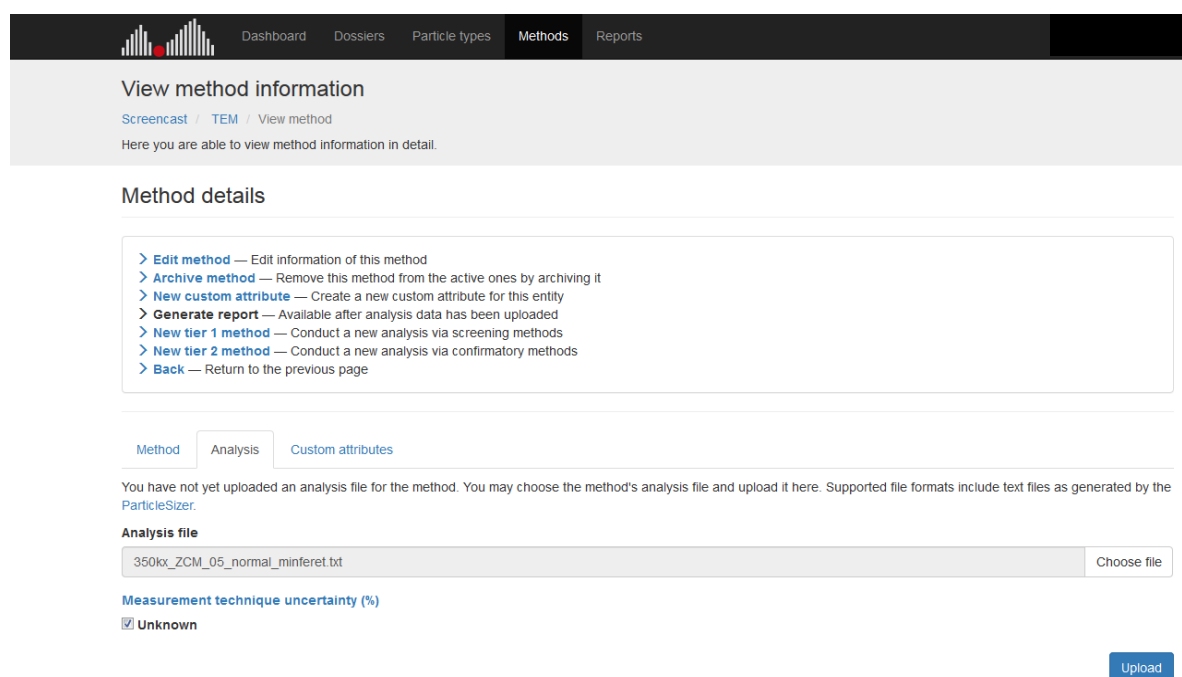 Dashboard Dossiers Particle types Methods Reports
View method information
Screencast / TEM / View method
Here you are able to view method information in detail.
Method details
Edit method — Edit information of this method
Archive method — Remove this method from the active ones by archiving it
New custom attribute — Create a new custom attribute for this entity
Generate report — Available after analysis data has been uploaded
New tier 1 method — Conduct a new analysis via screening methods
New tier 2 method — Conduct a new analysis via confirmatory methods
Back — Return to the previous page
Method Analysis Custom attributes
You have not yet uploaded an analysis file for the method. You may choose the method's analysis file and upload it here. Supported file formats include text files as generated by the
ParticleSizer.
Analysis file
350kx_ZCM_05_normal_minferet.txt Choose file
Measurement technique uncertainty (%)
Unknown
Upload